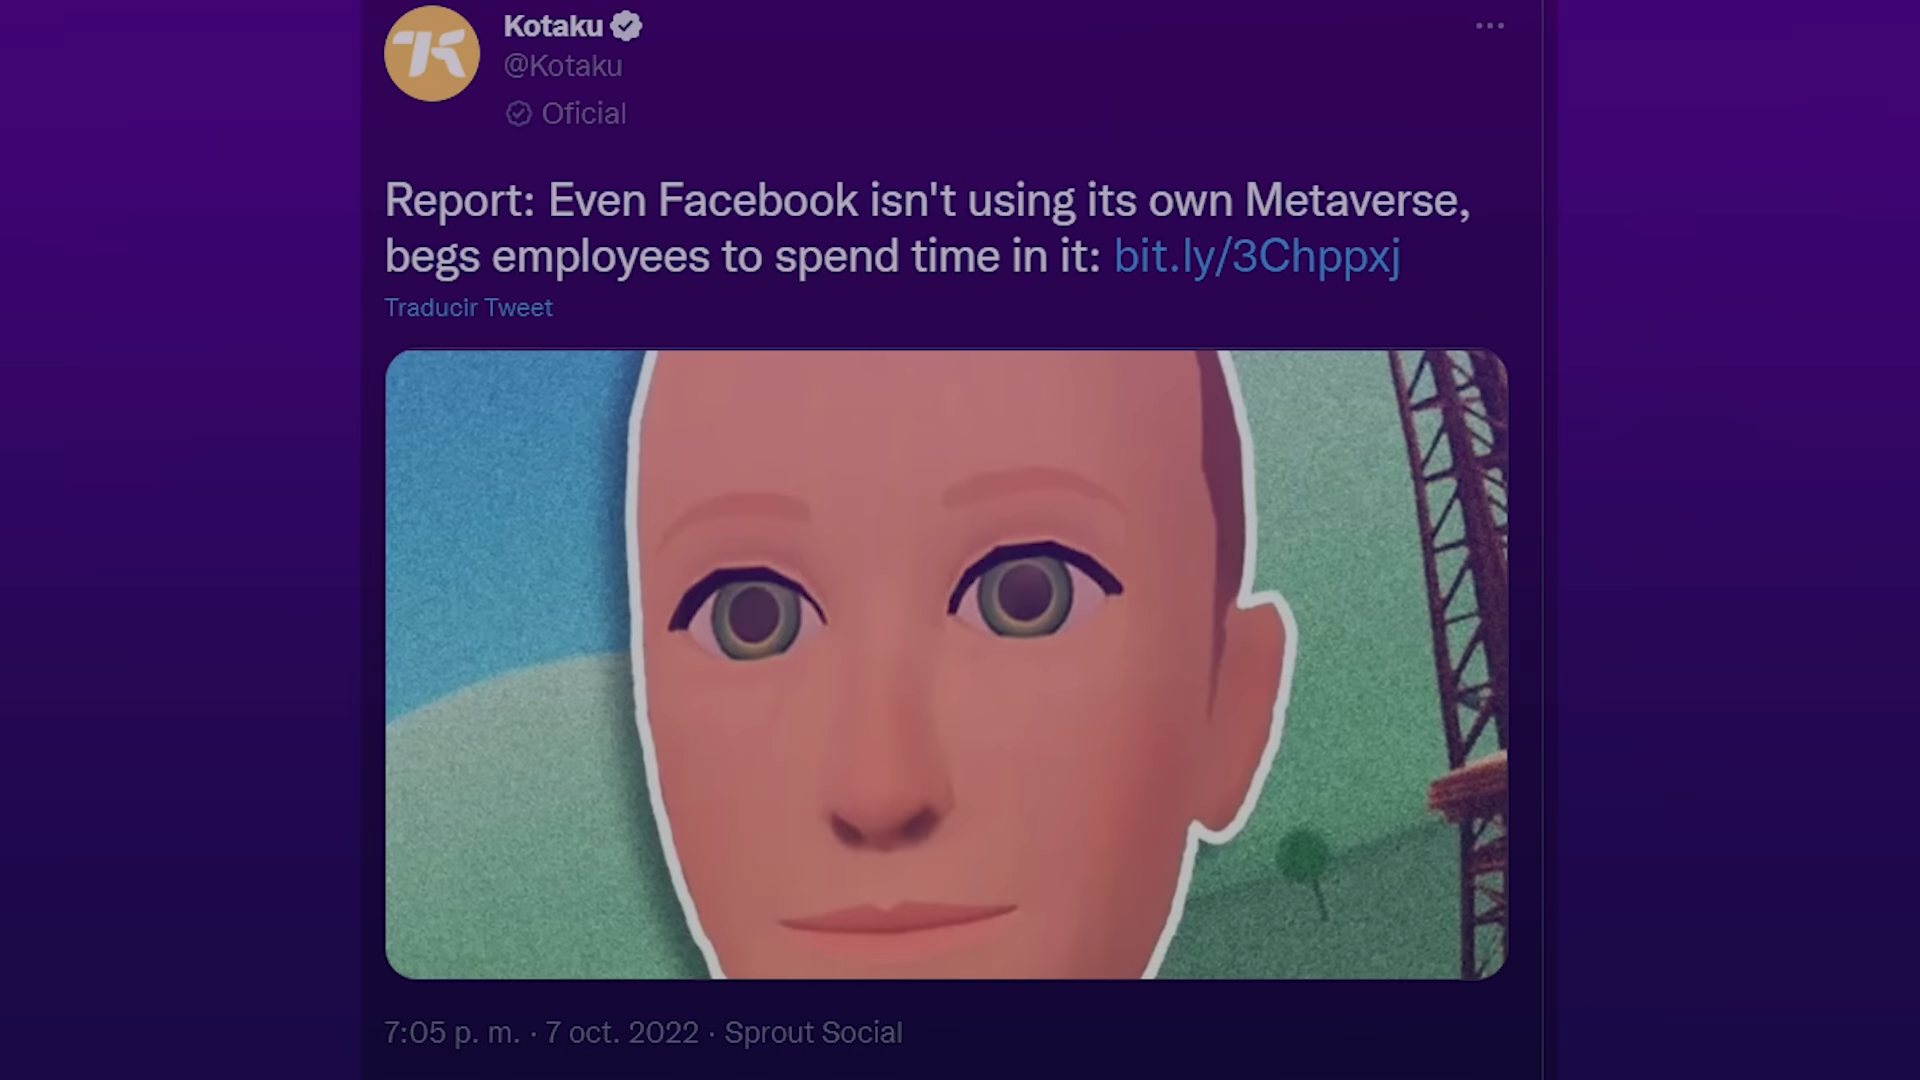 Kotaku
@Kotaku
Oficial
Report: Even Facebook isn't using its own Metaverse,
begs employees to spend time in it: bit.ly/3Chppxj
Traducir Tweet
7:05 p. m. · 7 oct. 2022 · Sprout Social